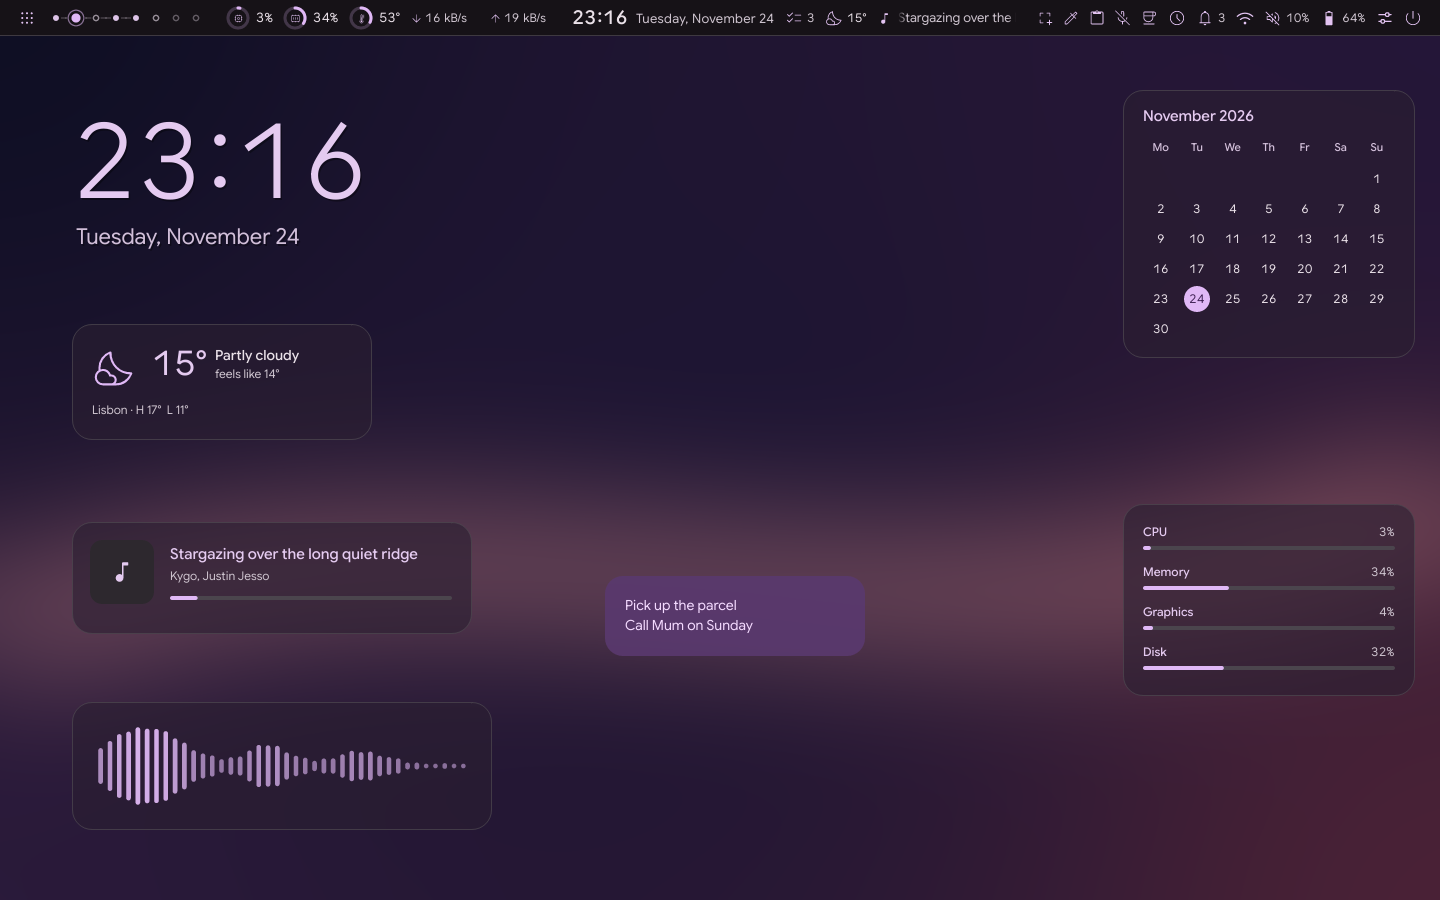 3% 34% 53° ↓ 16 kB/s ↑ 19 kB/s 23:16 Tuesday, November 24 3 15° Stargazing over the 3 10% 64%
23:16
Tuesday, November 24
15° Partly cloudy
feels like 14°
Lisbon · H 17° L 11°
Stargazing over the long quiet ridge
Kygo, Justin Jesso
Pick up the parcel
Call Mum on Sunday
November 2026
Mo Tu We Th Fr Sa Su
1
2 3 4 5 6 7 8
9 10 11 12 13 14 15
16 17 18 19 20 21 22
23 24 25 26 27 28 29
30
CPU 3%
Memory 34%
Graphics 4%
Disk 32%